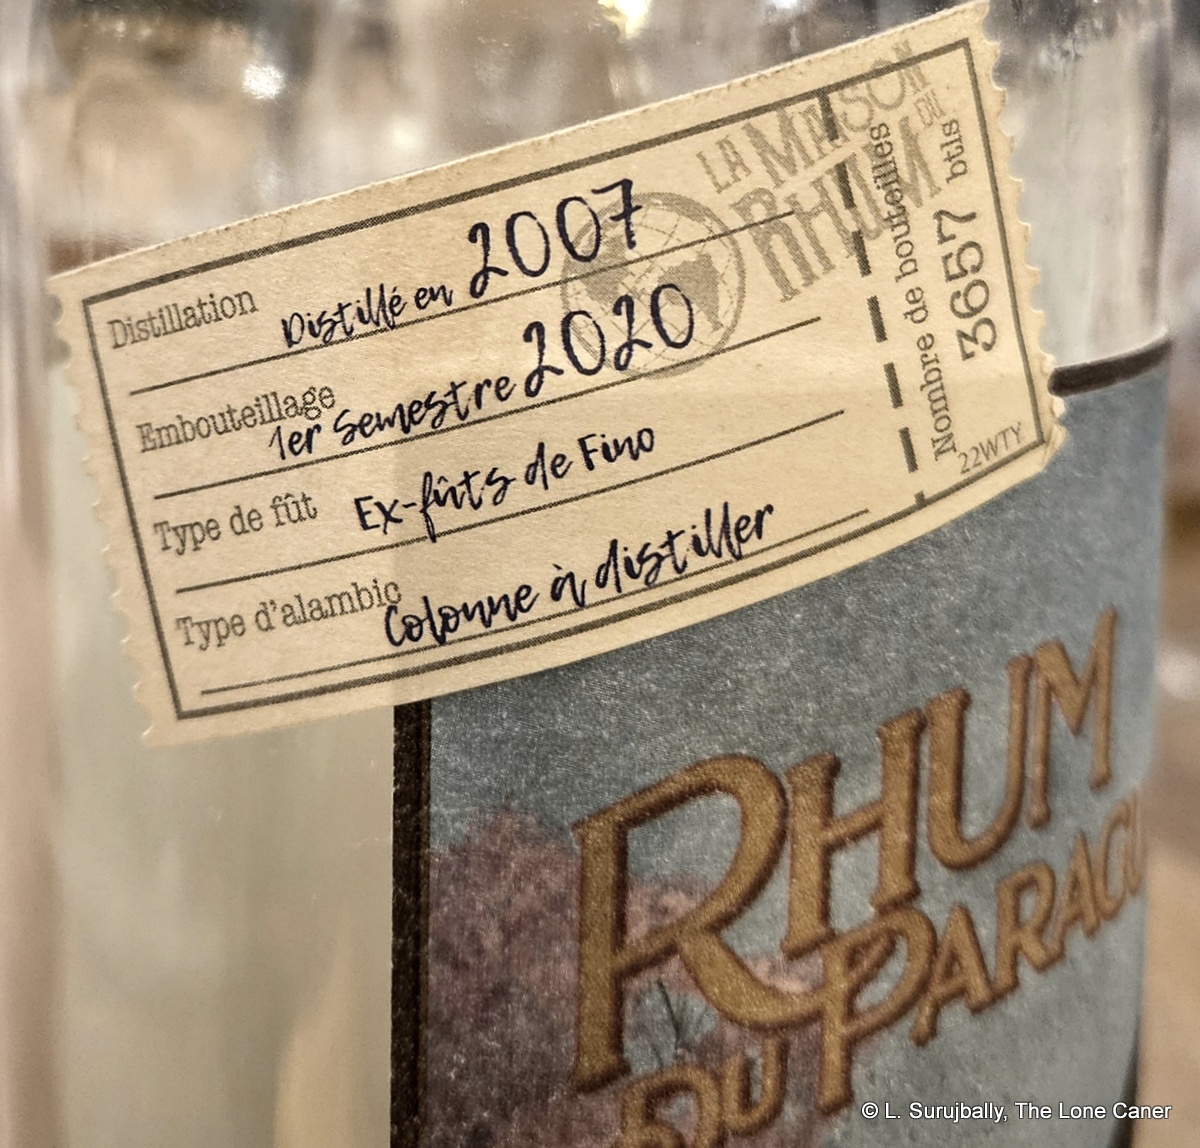 Distillation Distillé en 2007
Embouteillage 1er semestre 2020
Type de fût Ex-fûts de Fino
Type d'alambic Colonne à distiller
LA MAISON
DU
RHUM
Nombre de bouteilles
3657 btls
22WTY
RHUM
DU PARAGU
© L. Surujbally, The Lone Caner